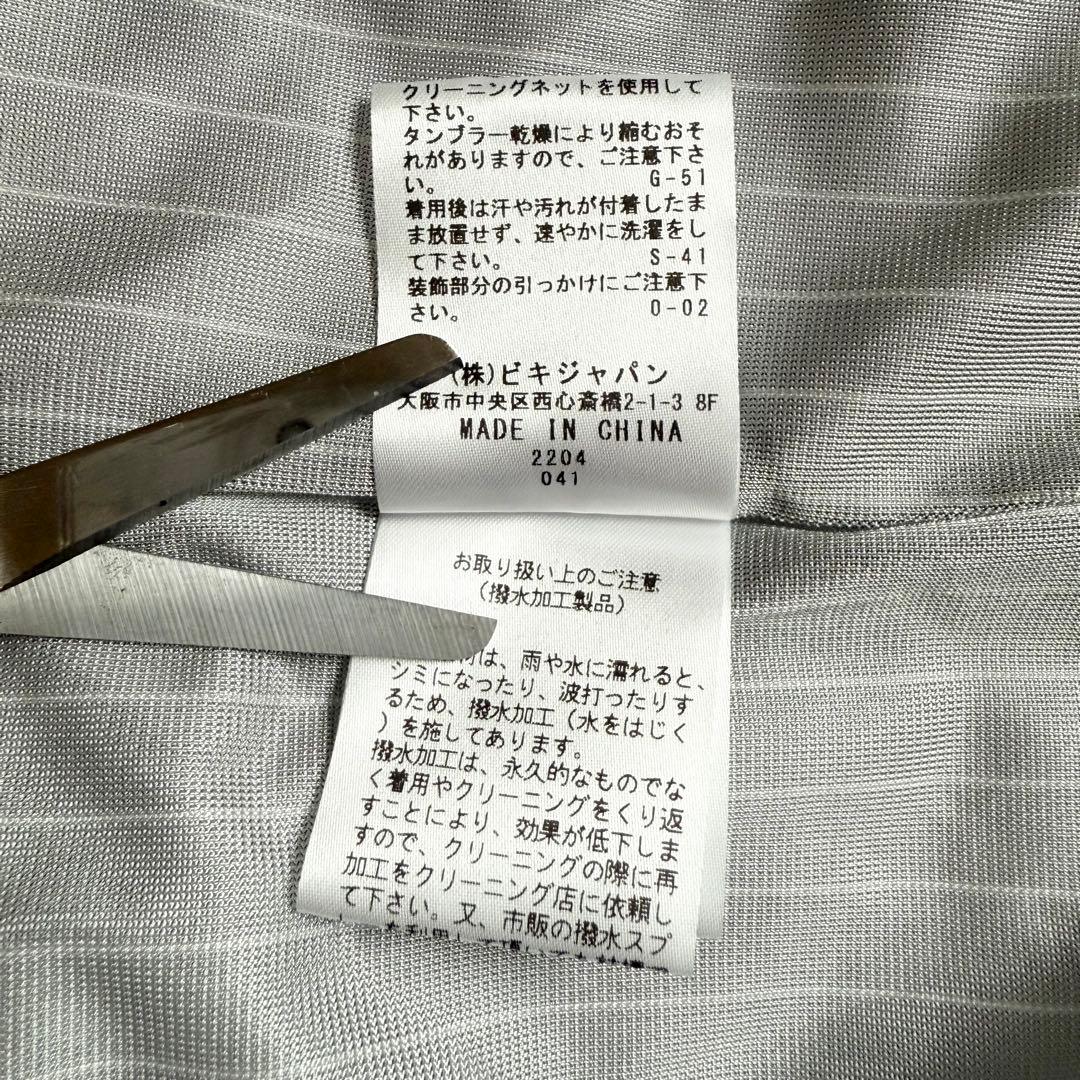 クリーニングネットを使用して
下さい。
タンブラー乾燥により縮むおそ
れがありますので、ご注意下さ
い。 G-51
着用後は汗や汚れが付着したま
ま放置せず、速やかに洗濯をし
て下さい。 S-41
装飾部分の引っかけにご注意下
さい。 0-02
(株)ビキジャパン
大阪市中央区西心斎橋2-1-3 8F
MADE IN CHINA
2204
041
お取り扱い上のご注意
(撥水加工製品)
は、雨や水に濡れると、
シミになったり、波打ったりす
るため、撥水加工(水をはじく
)を施してあります。
撥水加工は、永久的なものでな
く着用やクリーニングをくり返
すことにより、効果が低下しま
すので、クリーニングの際に再
加工をクリーニング店に依頼し
て下さい。又、市販の撥水スプ